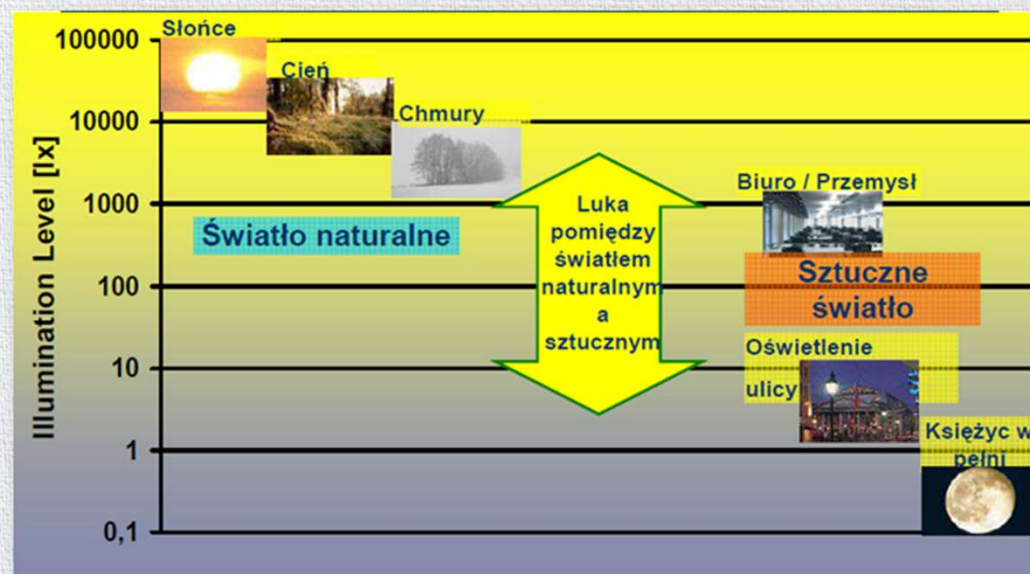 Słońce
100000
Cień
Chmury
10000
Illumination Level [lx]
Biuro / Przemysł
1000
Światło naturalne
Luka
pomiędzy
światłem
naturalnym
a
sztucznym
Sztuczne
światło
100
Oświetlenie
ulicy
10
Księżyc w
pełni
1
0,1